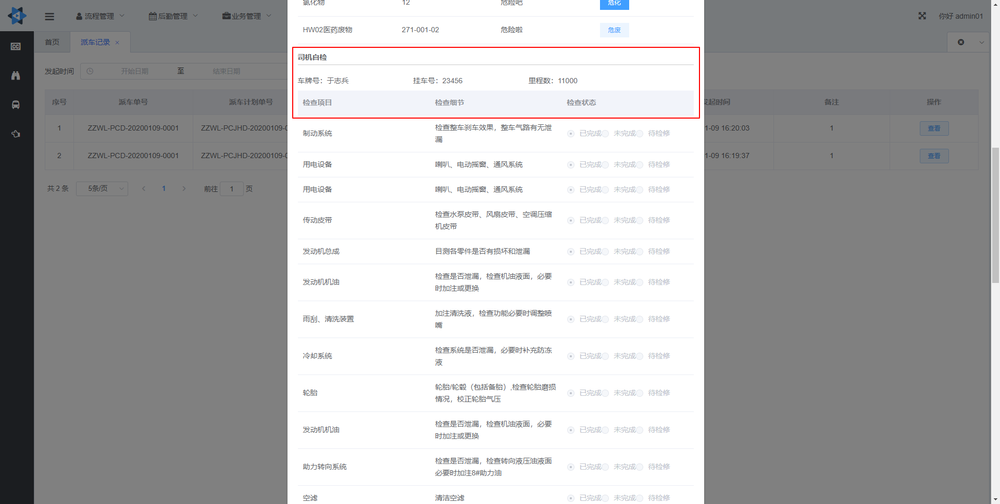 氯化物 12 危险吧 危化
流程管理 后勤管理 业务管理 你好 admin01
HW02医药废物 271-001-02 危险啦 危废
首页 派车记录 ×
司机自检
发起时间 开始日期 至 结束日期
车牌号：于志兵 挂车号：23456 里程数：11000
序号 派车单号 派车计划单号 发起时间 备注 操作
检查项目 检查细节 检查状态
1 ZZWL-PCD-20200109-0001 ZZWL-PCJHD-20200109-0 1-09 16:20:03 1 查看
制动系统 检查整车刹车效果，整车气路有无泄
漏 已完成 未完成 待检修
2 ZZWL-PCD-20200109-0001 ZZWL-PCJHD-20200109-0 1-09 16:19:37 1 查看
用电设备 喇叭、电动摇窗、通风系统 已完成 未完成 待检修
共 2 条 5条/页 1 前往 1 页
用电设备 喇叭、电动摇窗、通风系统 已完成 未完成 待检修
传动皮带 检查水泵皮带、风扇皮带、空调压缩
机皮带 已完成 未完成 待检修
发动机总成 目测各零件是否有损坏和泄漏 已完成 未完成 待检修
发动机机油 检查是否泄漏，检查机油液面，必要
时加注或更换 已完成 未完成 待检修
雨刮、清洗装置 加注清洗液，检查功能必要时调整喷
嘴 已完成 未完成 待检修
冷却系统 检查系统是否泄漏，必要时补充防冻
液 已完成 未完成 待检修
轮胎 轮胎/轮毂（包括备胎）,检查轮胎磨损
情况，校正轮胎气压 已完成 未完成 待检修
发动机机油 检查是否泄漏，检查机油液面，必要
时加注或更换 已完成 未完成 待检修
助力转向系统 检查是否泄漏，检查转向液压油液面
必要时加注8#助力油 已完成 未完成 待检修
空滤 清洁空滤 已完成 未完成 待检修